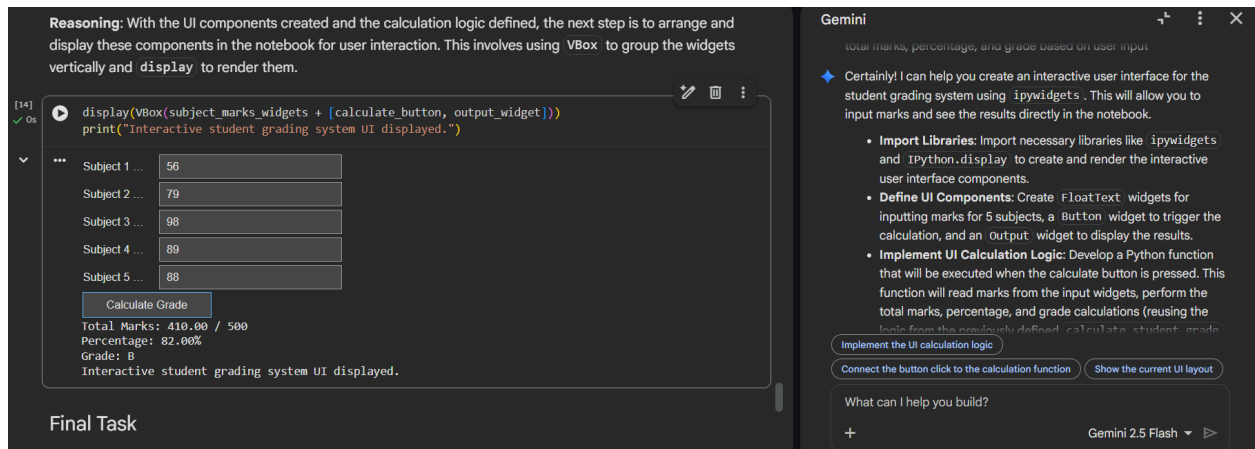 Reasoning: With the UI components created and the calculation logic defined, the next step is to arrange and
display these components in the notebook for user interaction. This involves using VBox to group the widgets
vertically and display to render them.
[14]
0s
display(VBox(subject_marks_widgets + [calculate_button, output_widget]))
print("Interactive student grading system UI displayed.")
Subject 1 ... 56
Subject 2 ... 79
Subject 3 ... 98
Subject 4 ... 89
Subject 5 ... 88
Calculate Grade
Total Marks: 410.00 / 500
Percentage: 82.00%
Grade: B
Interactive student grading system UI displayed.
Final Task
Gemini
total marks, percentage, and grade based on user input
Certainly! I can help you create an interactive user interface for the
student grading system using ipywidgets. This will allow you to
input marks and see the results directly in the notebook.
• Import Libraries: Import necessary libraries like ipywidgets
and IPython.display to create and render the interactive
user interface components.
• Define UI Components: Create FloatText widgets for
inputting marks for 5 subjects, a Button widget to trigger the
calculation, and an Output widget to display the results.
• Implement UI Calculation Logic: Develop a Python function
that will be executed when the calculate button is pressed. This
function will read marks from the input widgets, perform the
total marks, percentage, and grade calculations (reusing the
logic from the previously defined calculate_student_grade
Implement the UI calculation logic
Connect the button click to the calculation function
Show the current UI layout
What can I help you build?
Gemini 2.5 Flash